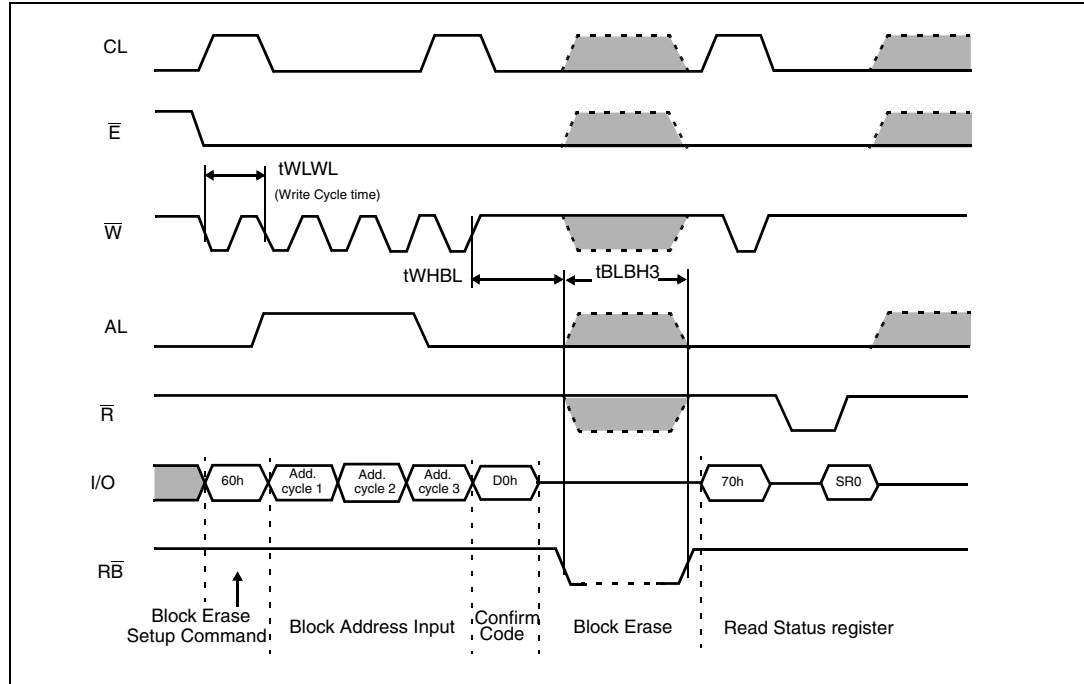 CL
E̅
tWLWL
(Write Cycle time)
W̅
tWHBL
tBLBH3
AL
R̅
I/O
60h
Add.
cycle 1
Add.
cycle 2
Add.
cycle 3
D0h
70h
SR0
RB̅
Block Erase
Setup Command
Block Address Input
Confirm
Code
Block Erase
Read Status register